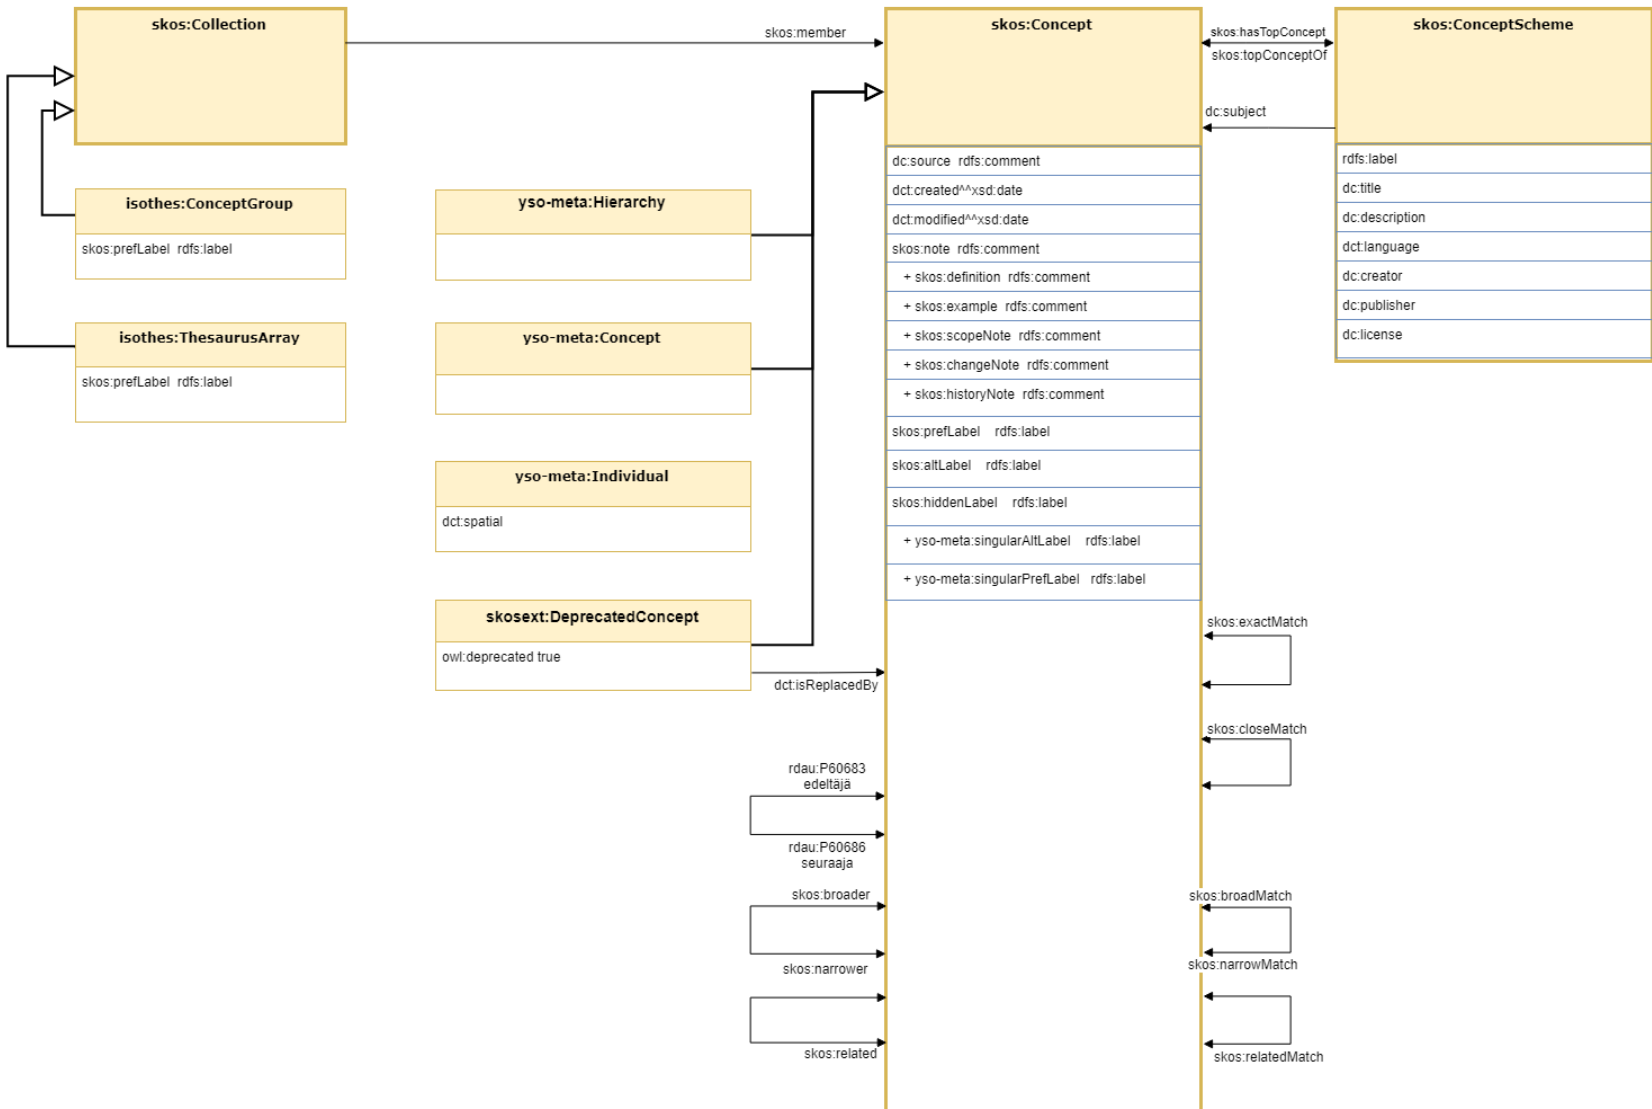 skos:Collection
skos:member
skos:Concept
skos:hasTopConcept
skos:topConceptOf
skos:ConceptScheme
dc:subject
isothes:ConceptGroup
skos:prefLabel rdfs:label
isothes:ThesaurusArray
skos:prefLabel rdfs:label
yso-meta:Hierarchy
yso-meta:Concept
yso-meta:Individual
dct:spatial
skosext:DeprecatedConcept
owl:deprecated true
dct:isReplacedBy
dc:source rdfs:comment
dct:created^^xsd:date
dct:modified^^xsd:date
skos:note rdfs:comment
+ skos:definition rdfs:comment
+ skos:example rdfs:comment
+ skos:scopeNote rdfs:comment
+ skos:changeNote rdfs:comment
+ skos:historyNote rdfs:comment
skos:prefLabel rdfs:label
skos:altLabel rdfs:label
skos:hiddenLabel rdfs:label
+ yso-meta:singularAltLabel rdfs:label
+ yso-meta:singularPrefLabel rdfs:label
rdfs:label
dc:title
dc:description
dct:language
dc:creator
dc:publisher
dc:license
rdau:P60683
edeltäjä
rdau:P60686
seuraaja
skos:broader
skos:narrower
skos:related
skos:exactMatch
skos:closeMatch
skos:broadMatch
skos:narrowMatch
skos:relatedMatch